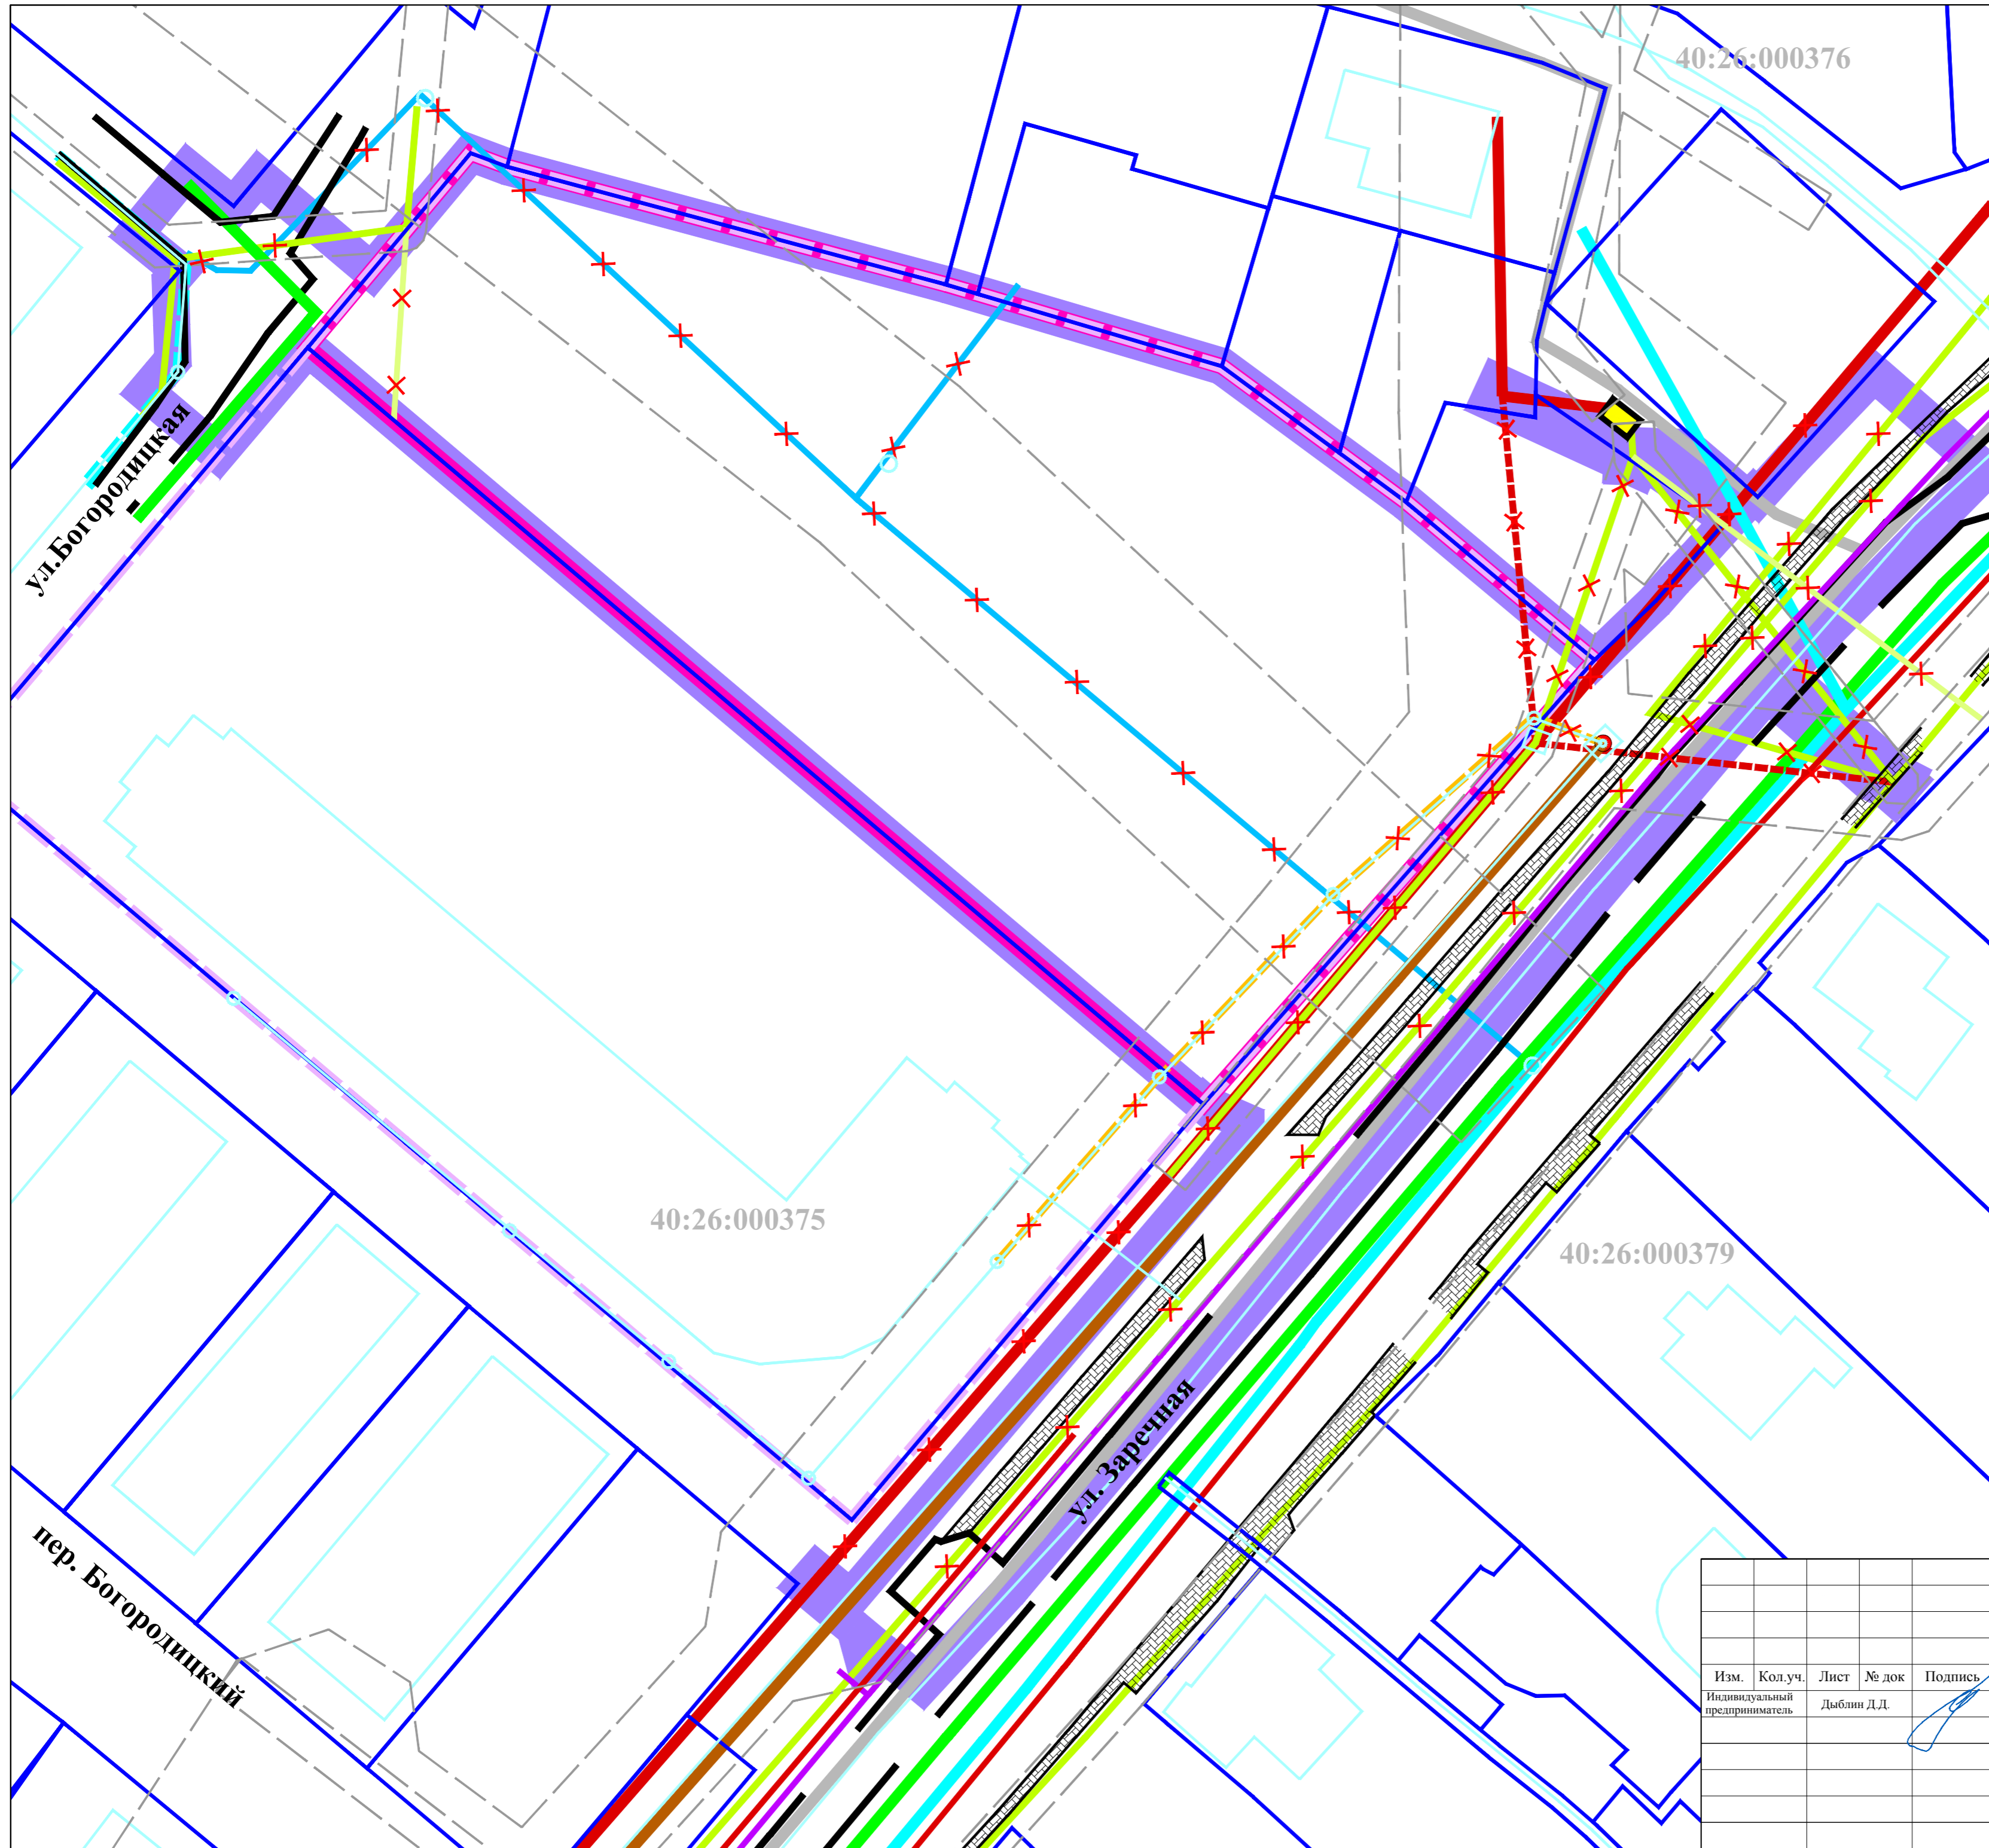 40:26:000376
ул.Богородицкая
40:26:000375
40:26:000379
ул. Заречная
пер. Богородицкий
Изм. Кол.уч. Лист № док Подпись
Индивидуальный предприниматель Дыблин Д.Д.